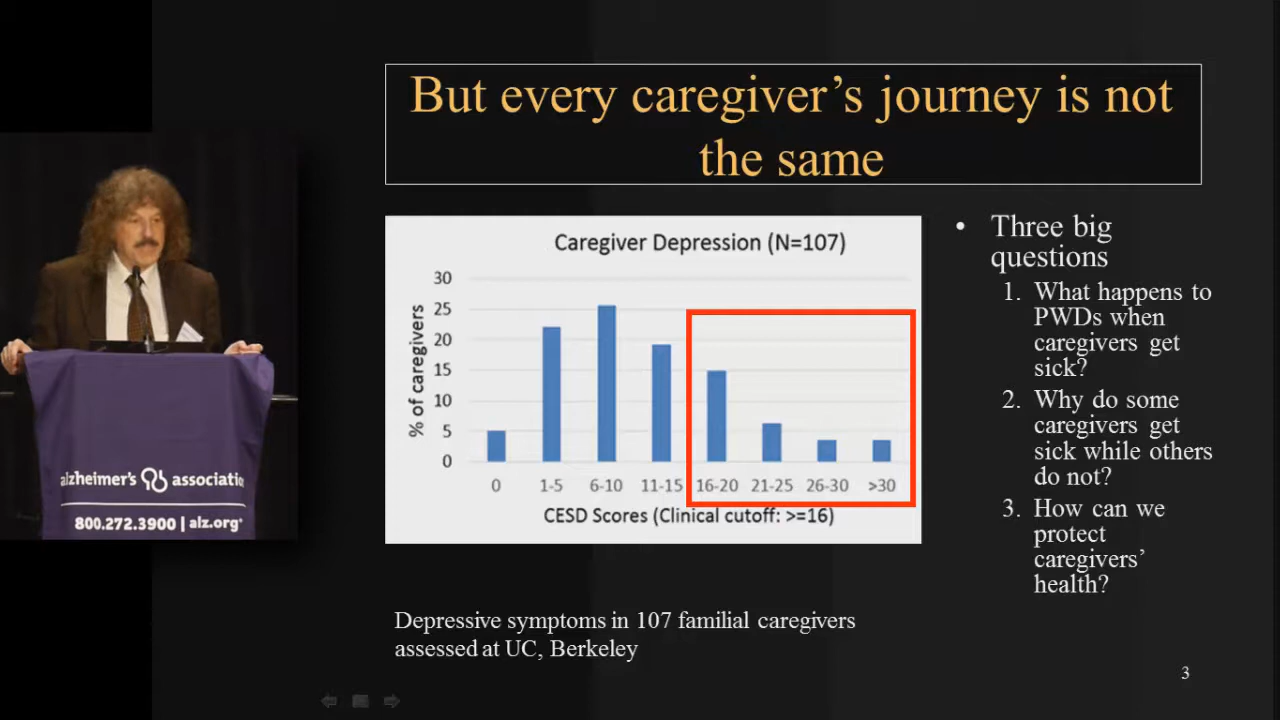 But every caregiver’s journey is not
the same
Caregiver Depression (N=107)
% of caregivers
30
25
20
15
10
5
0
0 1-5 6-10 11-15 16-20 21-25 26-30 >30
CESD Scores (Clinical cutoff: >=16)
• Three big
questions
1. What happens to
PWDs when
caregivers get
sick?
2. Why do some
caregivers get
sick while others
do not?
3. How can we
protect
caregivers’
health?
Depressive symptoms in 107 familial caregivers
assessed at UC, Berkeley
3
alzheimer's associatio
800.272.3900 | alz.org®